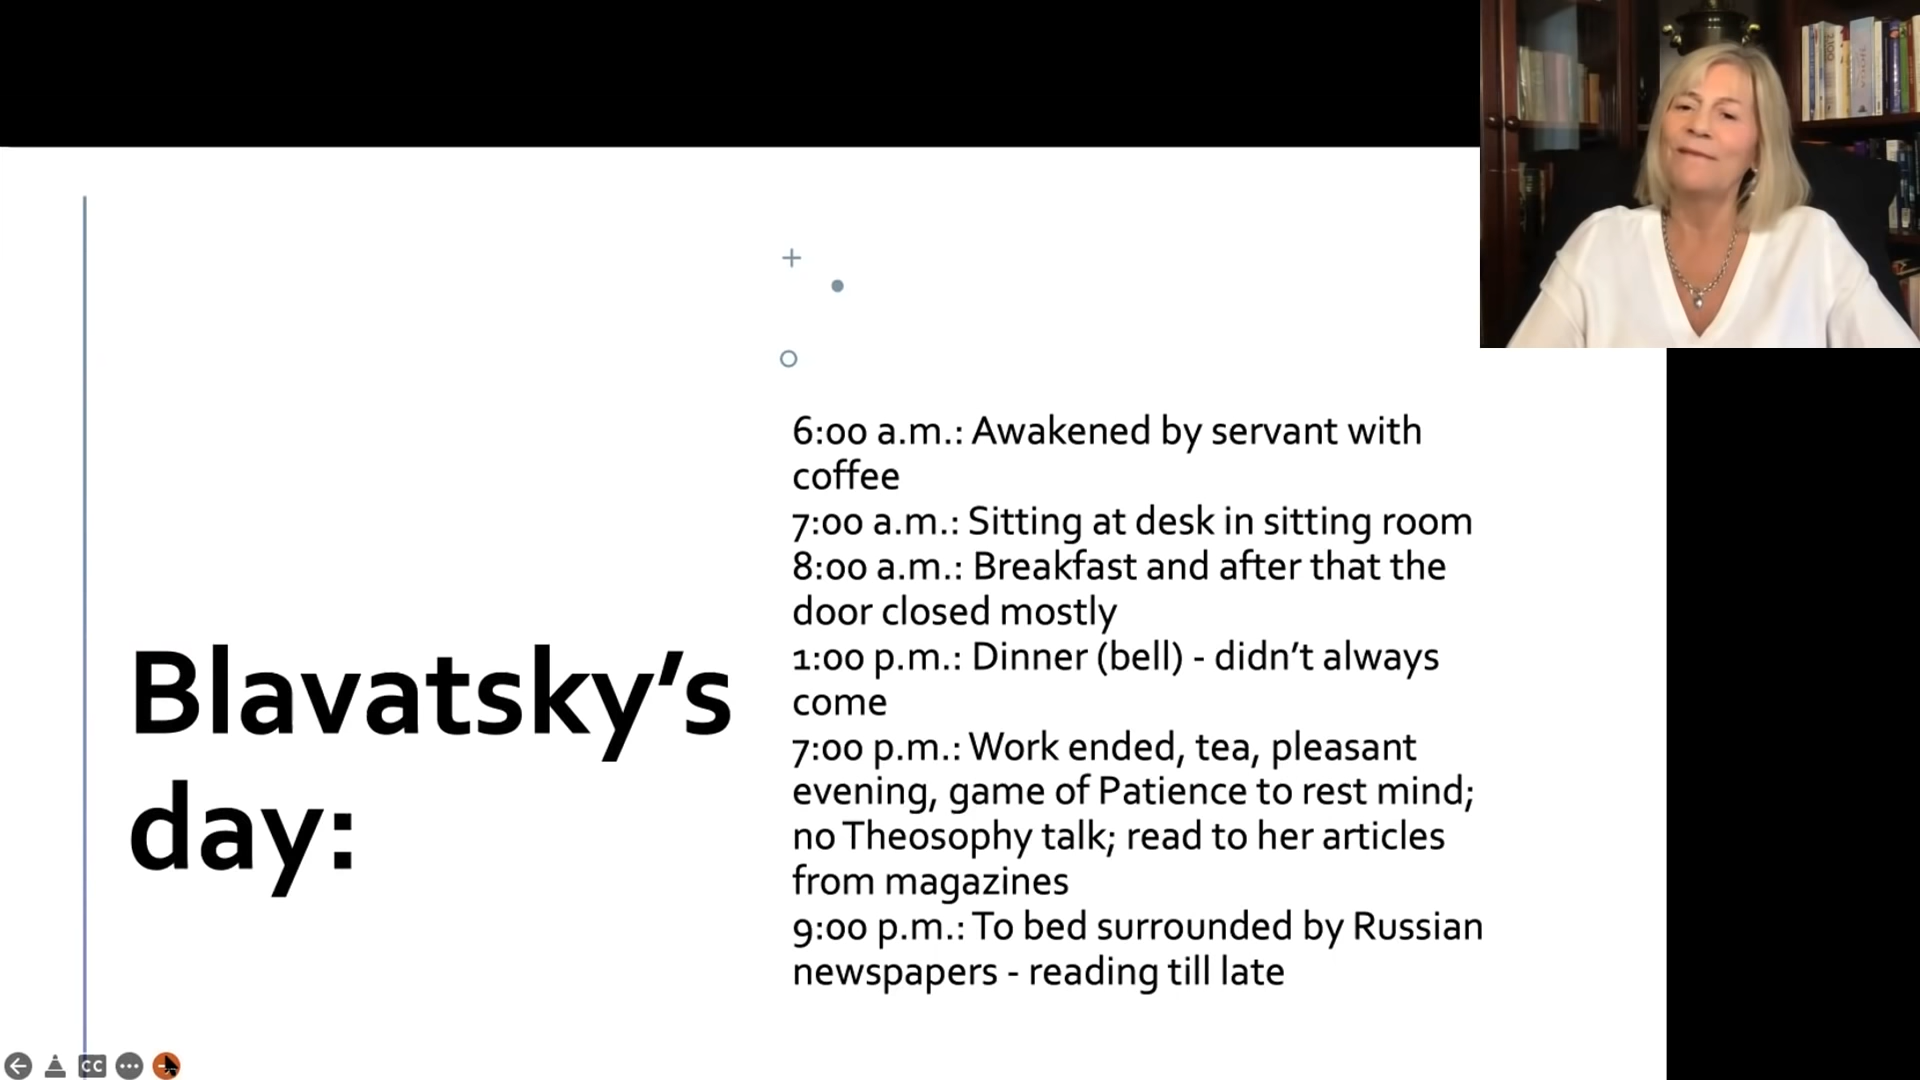 Blavatsky's
day:
6:00 a.m.: Awakened by servant with
coffee
7:00 a.m.: Sitting at desk in sitting room
8:00 a.m.: Breakfast and after that the
door closed mostly
1:00 p.m.: Dinner (bell) - didn't always
come
7:00 p.m.: Work ended, tea, pleasant
evening, game of Patience to rest mind;
no Theosophy talk; read to her articles
from magazines
9:00 p.m.: To bed surrounded by Russian
newspapers - reading till late
CC